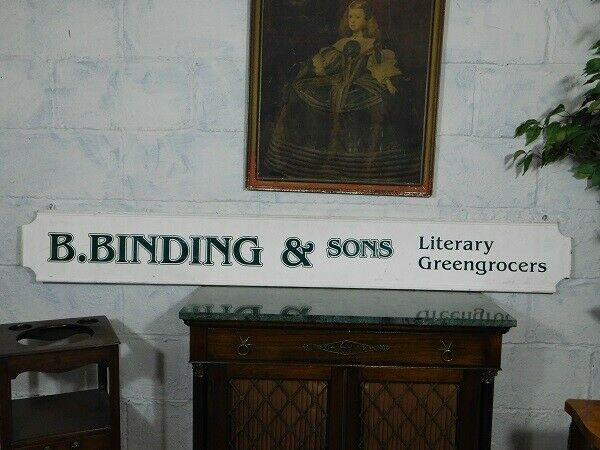 B.BINDING & SONS
Literary
Greengrocers